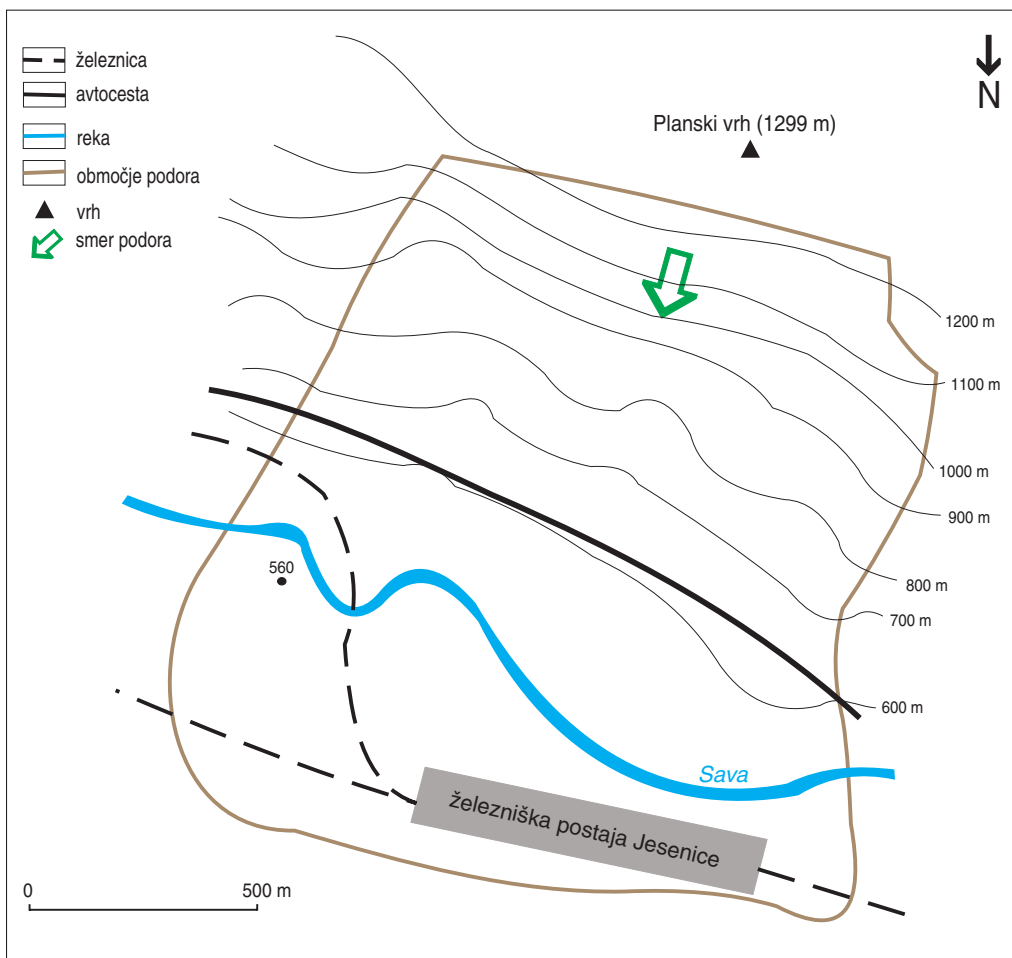 železnica
avtocesta
reka
območje podora
vrh
smer podora
N
Planski vrh (1299 m)
1200 m
1100 m
1000 m
900 m
800 m
700 m
600 m
560
Sava
železniška postaja Jesenice
0 500 m